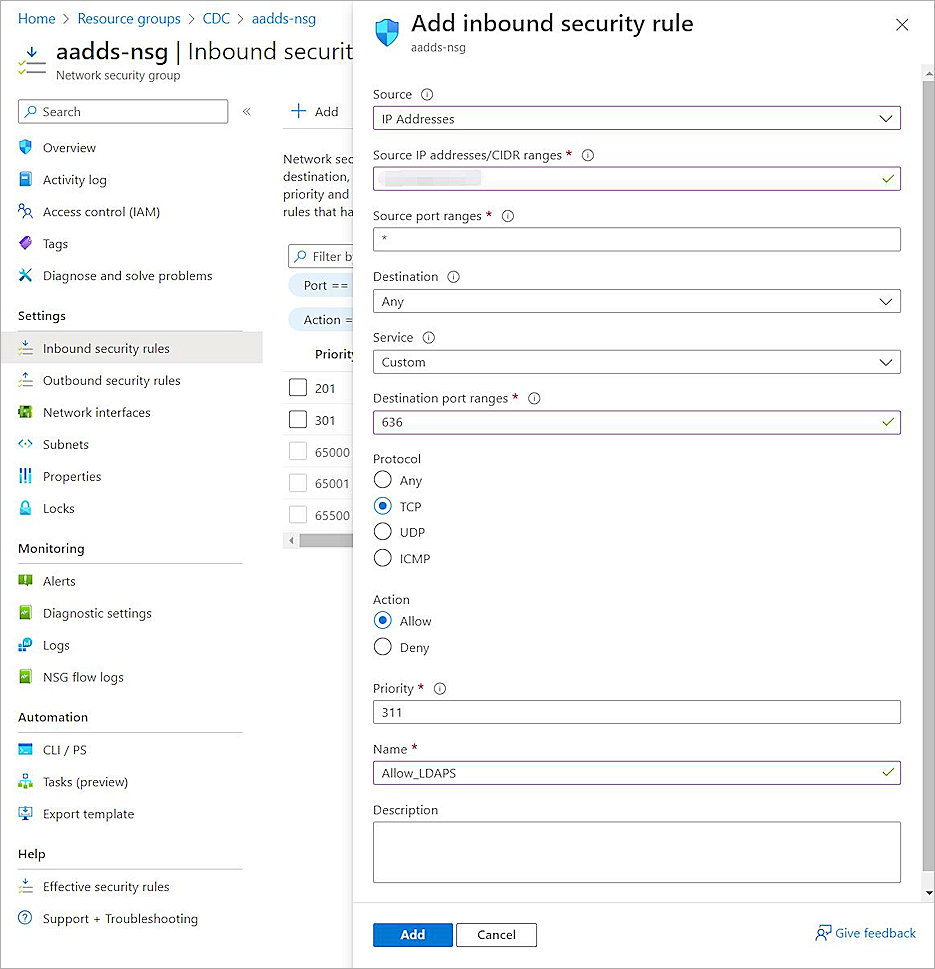 Home > Resource groups > CDC > aadds-nsg
aadds-nsg | Inbound securit
Network security group
Search
«
Overview
Activity log
Access control (IAM)
Tags
Diagnose and solve problems
Settings
Inbound security rules
Outbound security rules
Network interfaces
Subnets
Properties
Locks
Monitoring
Alerts
Diagnostic settings
Logs
NSG flow logs
Automation
CLI / PS
Tasks (preview)
Export template
Help
Effective security rules
Support + Troubleshooting
+ Add
Network sec
destination,
priority and
rules that ha
Filter b
Port ==
Action =
Priority
201
301
65000
65001
65500
Add inbound security rule
aadds-nsg
Source
IP Addresses
Source IP addresses/CIDR ranges *
Source port ranges *
*
Destination
Any
Service
Custom
Destination port ranges *
636
Protocol
Any
TCP
UDP
ICMP
Action
Allow
Deny
Priority *
311
Name *
Allow_LDAPS
Description
Add
Cancel
Give feedback